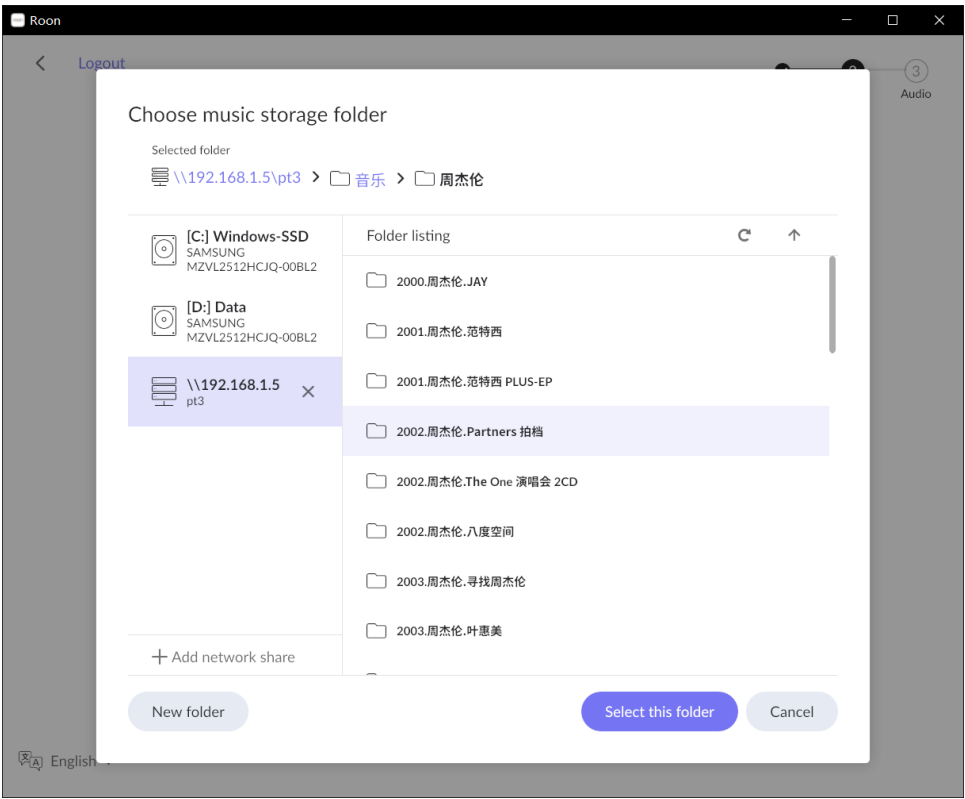 Roon
Logout
3
Audio
Choose music storage folder
Selected folder
\\192.168.1.5\pt3 > 音乐 > 周杰伦
[C:] Windows-SSD
SAMSUNG
MZVL2512HCJQ-00BL2
[D:] Data
SAMSUNG
MZVL2512HCJQ-00BL2
\\192.168.1.5
pt3
Add network share
Folder listing
2000.周杰伦.JAY
2001.周杰伦.范特西
2001.周杰伦.范特西 PLUS-EP
2002.周杰伦.Partners 拍档
2002.周杰伦.The One 演唱会 2CD
2002.周杰伦.八度空间
2003.周杰伦.寻找周杰伦
2003.周杰伦.叶惠美
New folder
Select this folder
Cancel
English